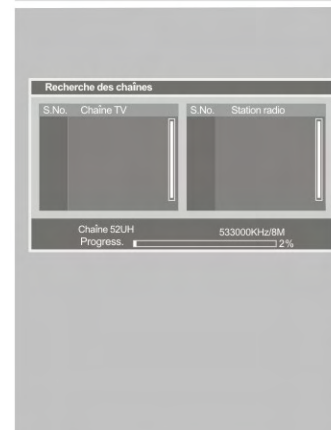 Recherche des chaînes
S.No. Chaîne TV S.No. Station radio
Chaîne 52UH 533000KHz/8M
Progress. 2%